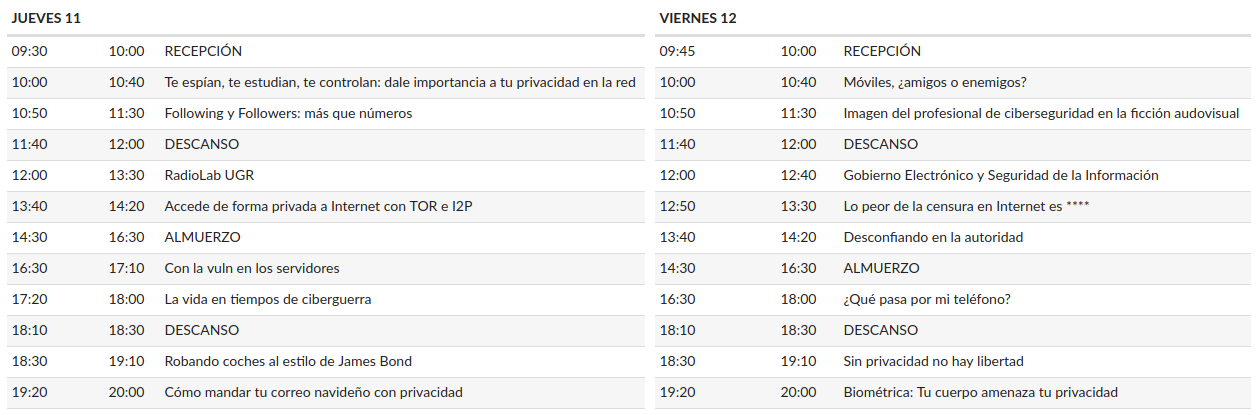 JUEVES 11
09:30 10:00 RECEPCIÓN
10:00 10:40 Te espían, te estudian, te controlan: dale importancia a tu privacidad en la red
10:50 11:30 Following y Followers: más que números
11:40 12:00 DESCANSO
12:00 13:30 RadioLab UGR
13:40 14:20 Accede de forma privada a Internet con TOR e I2P
14:30 16:30 ALMUERZO
16:30 17:10 Con la vuln en los servidores
17:20 18:00 La vida en tiempos de ciberguerra
18:10 18:30 DESCANSO
18:30 19:10 Robando coches al estilo de James Bond
19:20 20:00 Cómo mandar tu correo navideño con privacidad
VIERNES 12
09:45 10:00 RECEPCIÓN
10:00 10:40 Móviles, ¿amigos o enemigos?
10:50 11:30 Imagen del profesional de ciberseguridad en la ficción audiovisual
11:40 12:00 DESCANSO
12:00 12:40 Gobierno Electrónico y Seguridad de la Información
12:50 13:30 Lo peor de la censura en Internet es ****
13:40 14:20 Desconfiando en la autoridad
14:30 16:30 ALMUERZO
16:30 18:00 ¿Qué pasa por mi teléfono?
18:10 18:30 DESCANSO
18:30 19:10 Sin privacidad no hay libertad
19:20 20:00 Biométrica: Tu cuerpo amenaza tu privacidad